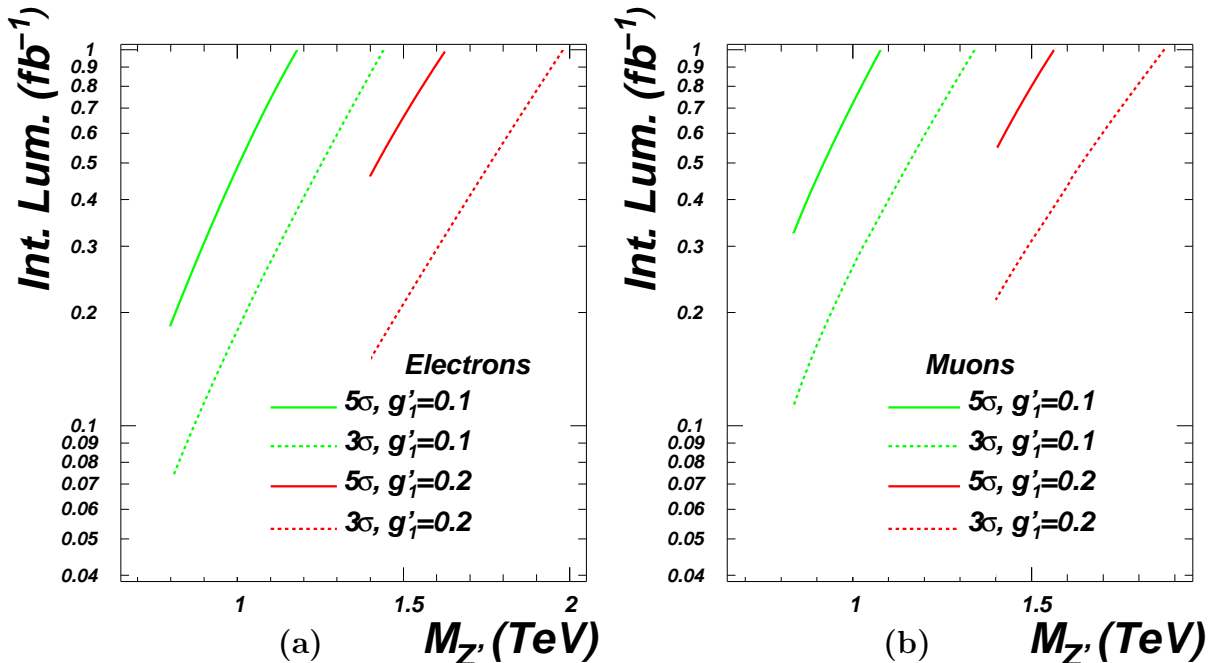 Int. Lum. (fb⁻¹)
1
0.9
0.8
0.7
0.6
0.5
0.4
0.3
0.2
0.1
0.09
0.08
0.07
0.06
0.05
0.04
Electrons
5σ, g'₁=0.1
3σ, g'₁=0.1
5σ, g'₁=0.2
3σ, g'₁=0.2
1 1.5 2
(a) M_Z' (TeV)
Int. Lum. (fb⁻¹)
1
0.9
0.8
0.7
0.6
0.5
0.4
0.3
0.2
0.1
0.09
0.08
0.07
0.06
0.05
0.04
Muons
5σ, g'₁=0.1
3σ, g'₁=0.1
5σ, g'₁=0.2
3σ, g'₁=0.2
1 1.5
(b) M_Z' (TeV)